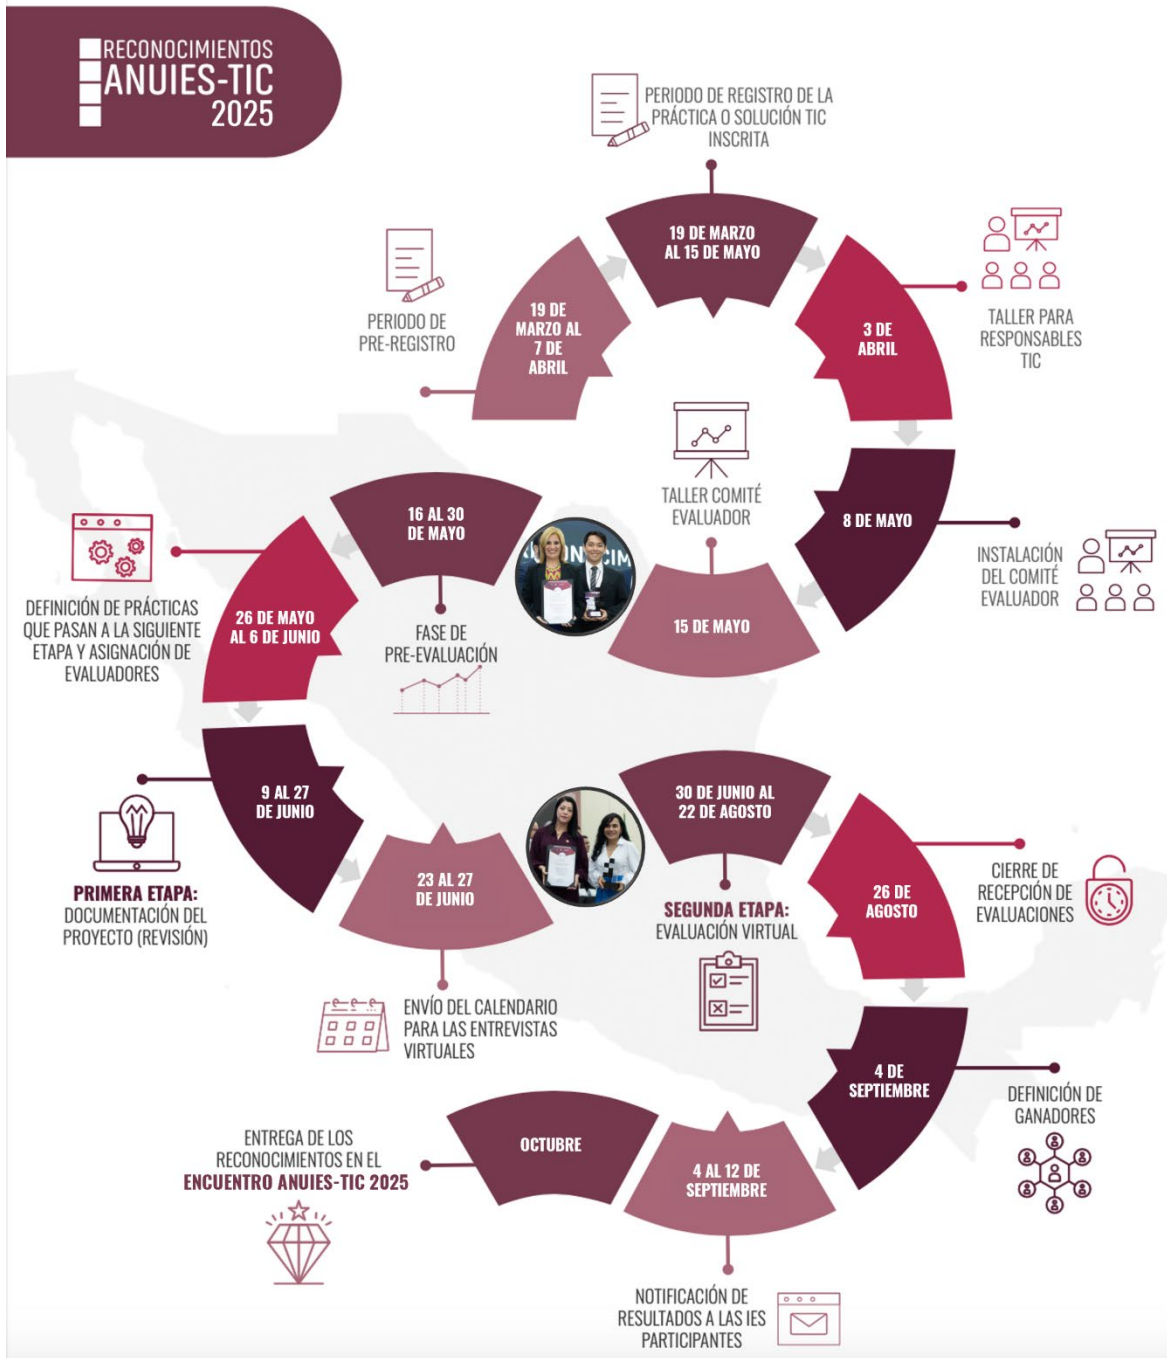 RECONOCIMIENTOS
ANUIES-TIC
2025
PERIODO DE REGISTRO DE LA
PRÁCTICA O SOLUCIÓN TIC
INSCRITA
19 DE MARZO
AL 15 DE MAYO
PERIODO DE
PRE-REGISTRO
19 DE
MARZO AL
7 DE
ABRIL
3 DE
ABRIL
TALLER PARA
RESPONSABLES
TIC
8 DE MAYO
INSTALACIÓN
DEL COMITÉ
EVALUADOR
TALLER COMITÉ
EVALUADOR
15 DE MAYO
16 AL 30
DE MAYO
FASE DE
PRE-EVALUACIÓN
26 DE MAYO
AL 6 DE JUNIO
DEFINICIÓN DE PRÁCTICAS
QUE PASAN A LA SIGUIENTE
ETAPA Y ASIGNACIÓN DE
EVALUADORES
9 AL 27
DE JUNIO
PRIMERA ETAPA:
DOCUMENTACIÓN DEL
PROYECTO (REVISIÓN)
23 AL 27
DE JUNIO
ENVÍO DEL CALENDARIO
PARA LAS ENTREVISTAS
VIRTUALES
30 DE JUNIO AL
22 DE AGOSTO
SEGUNDA ETAPA:
EVALUACIÓN VIRTUAL
26 DE
AGOSTO
CIERRE DE
RECEPCIÓN DE
EVALUACIONES
4 DE
SEPTIEMBRE
DEFINICIÓN DE
GANADORES
4 AL 12 DE
SEPTIEMBRE
NOTIFICACIÓN DE
RESULTADOS A LAS IES
PARTICIPANTES
OCTUBRE
ENTREGA DE LOS
RECONOCIMIENTOS EN EL
ENCUENTRO ANUIES-TIC 2025